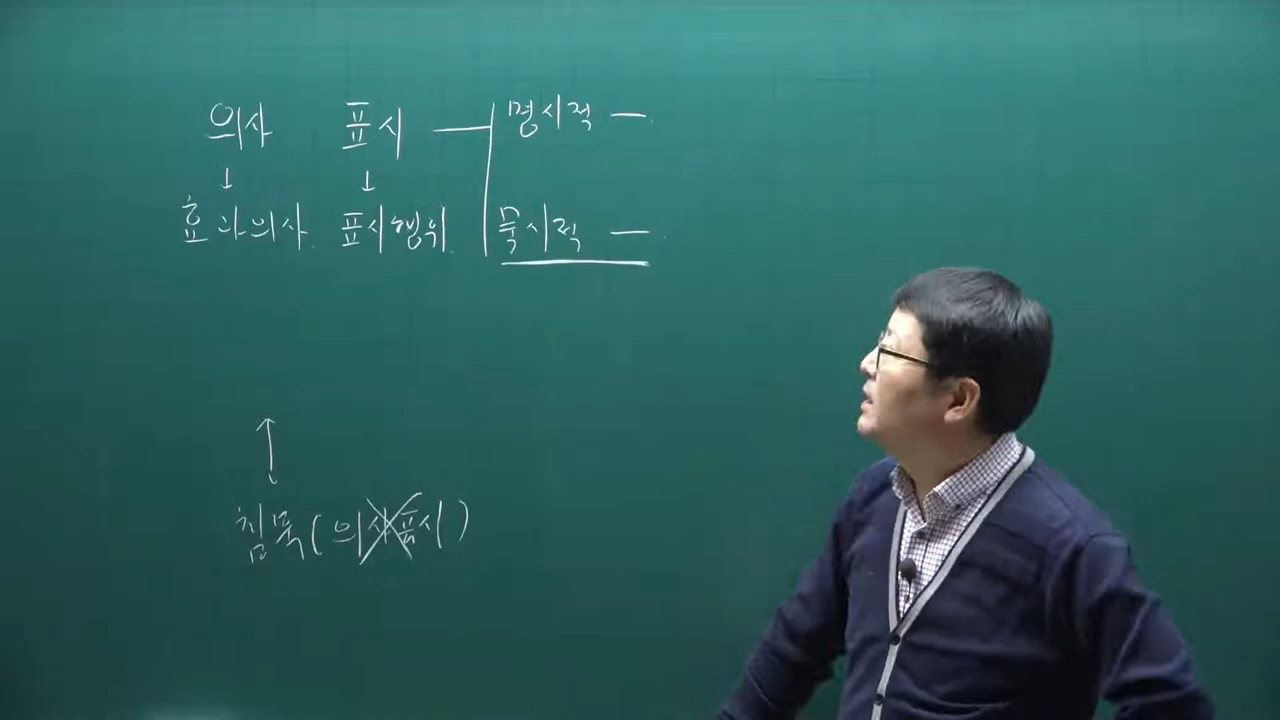 의사 표시 — 명시적 —
↓ ↓
효과의사. 표시행위. 묵시적 —
↕
침묵(의사표시)